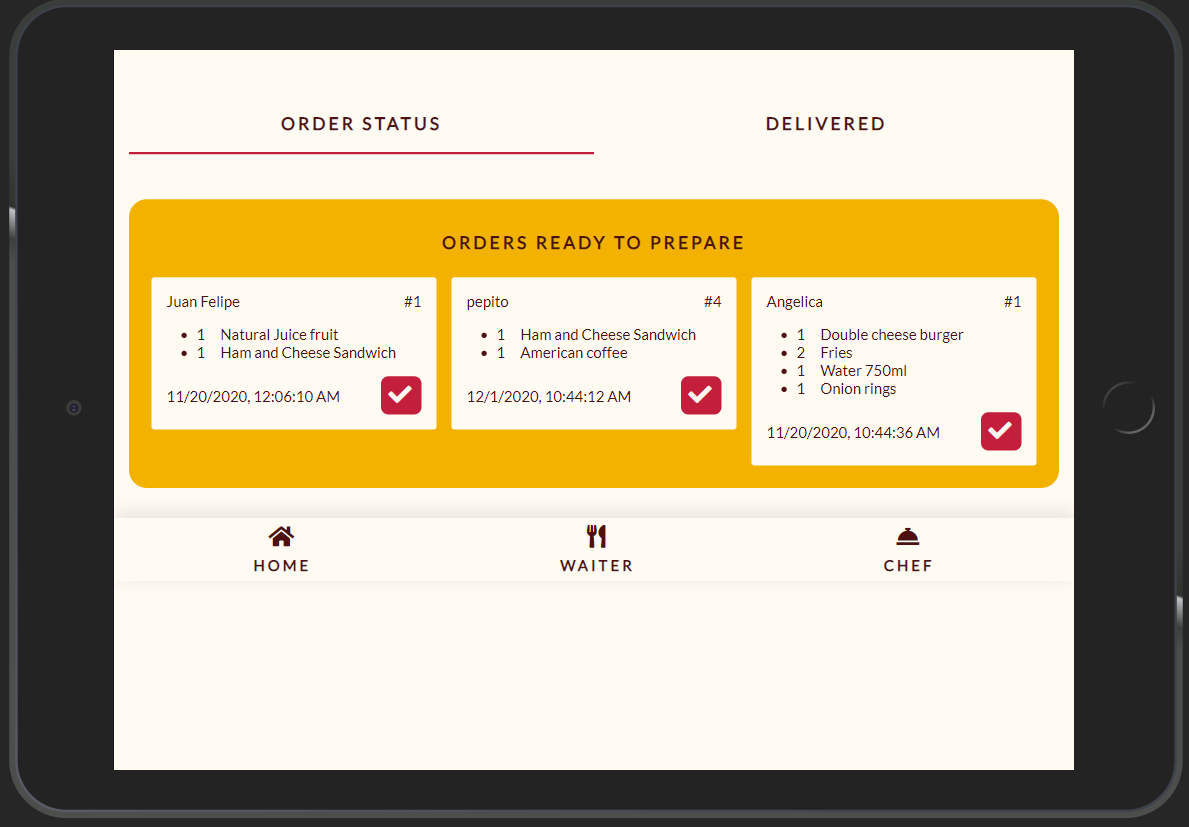 ORDER STATUS
DELIVERED
ORDERS READY TO PREPARE
Juan Felipe #1
• 1 Natural Juice fruit
• 1 Ham and Cheese Sandwich
11/20/2020, 12:06:10 AM
pepito #4
• 1 Ham and Cheese Sandwich
• 1 American coffee
12/1/2020, 10:44:12 AM
Angelica #1
• 1 Double cheese burger
• 2 Fries
• 1 Water 750ml
• 1 Onion rings
11/20/2020, 10:44:36 AM
HOME
WAITER
CHEF